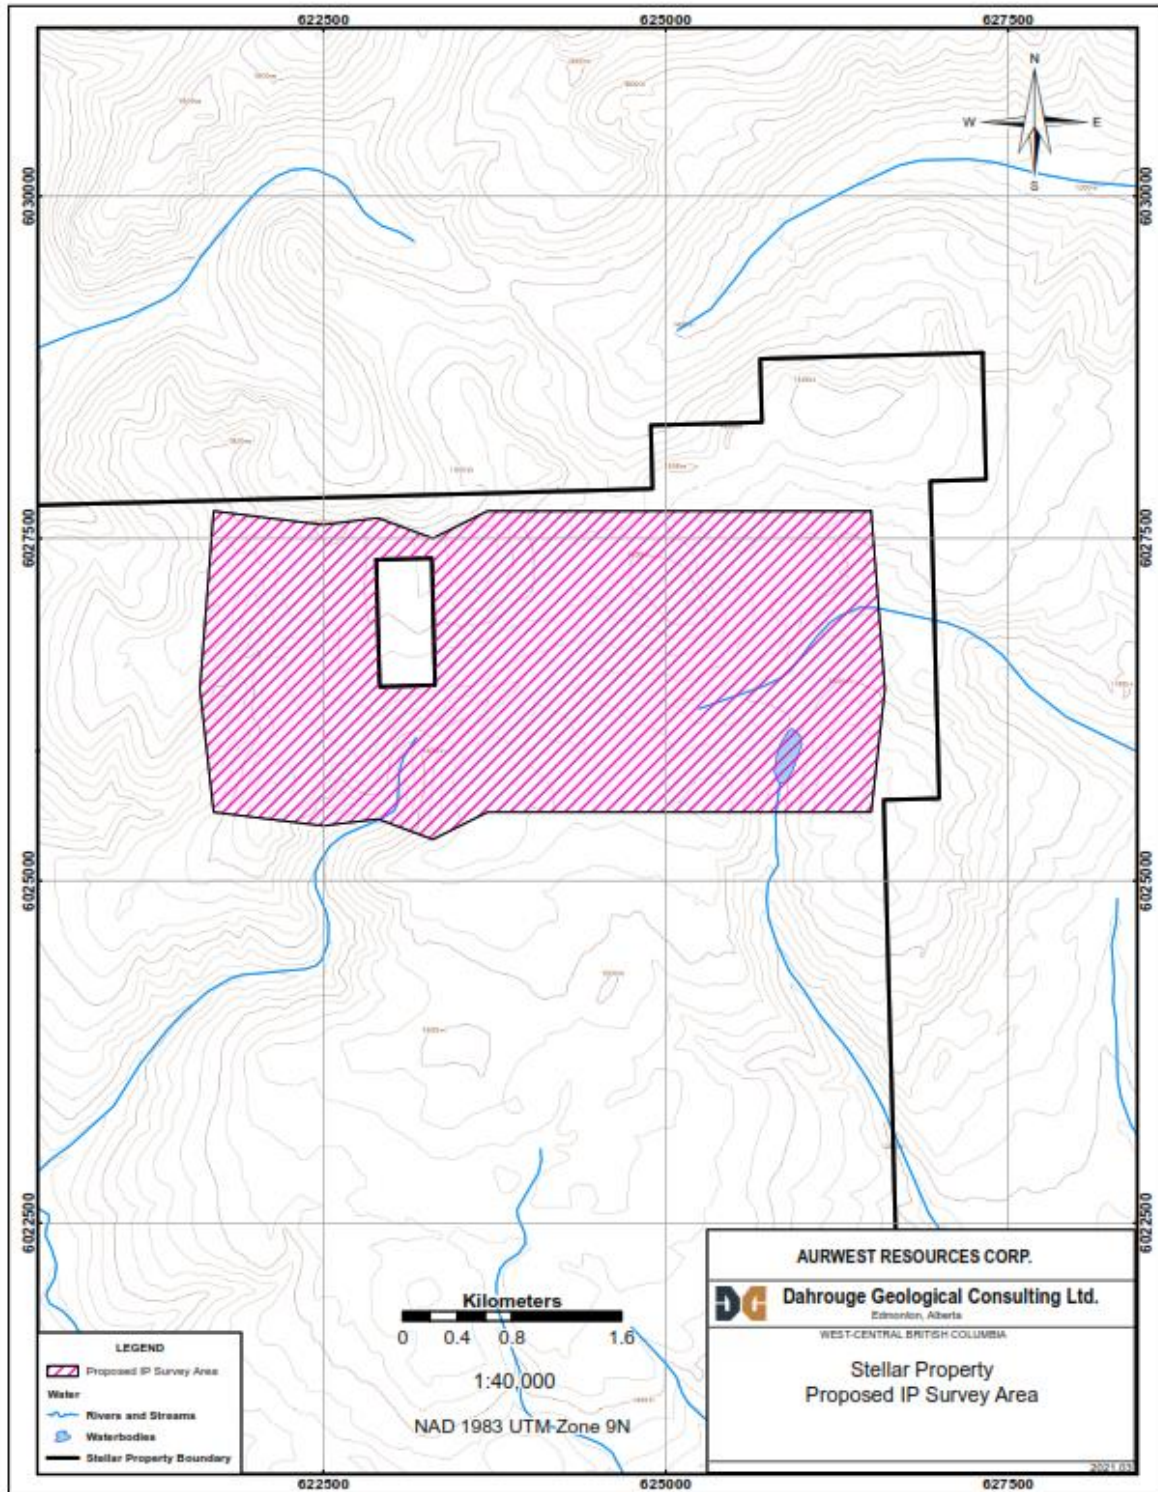 622500 625000 627500
N
W E
S
6030000 6030000
6027500 6027500
6025000 6025000
6022500 6022500
Kilometers
0 0.4 0.8 1.6
1:40,000
NAD 1983 UTM Zone 9N
LEGEND
Proposed IP Survey Area
Water
Rivers and Streams
Waterbodies
Stellar Property Boundary
AURWEST RESOURCES CORP.
DG
Dahrouge Geological Consulting Ltd.
Edmonton, Alberta
WEST-CENTRAL BRITISH COLUMBIA
Stellar Property
Proposed IP Survey Area
2021.03
622500 625000 627500